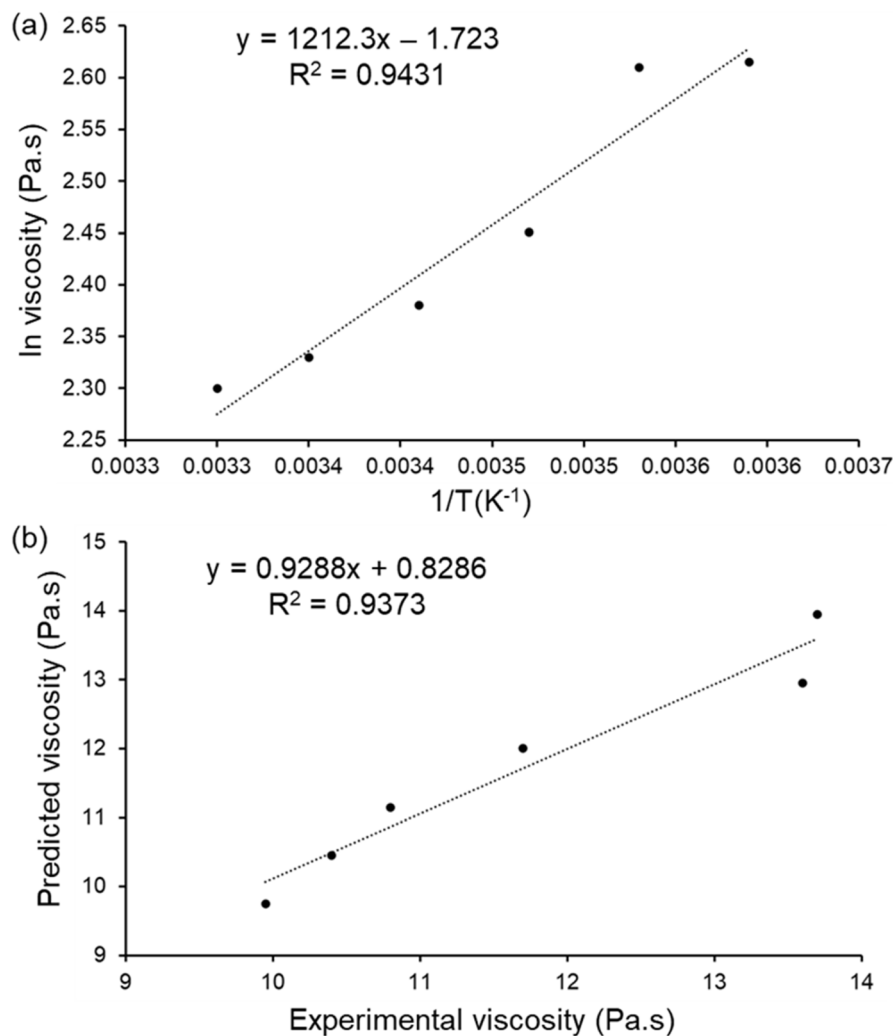 (a)
y = 1212.3x – 1.723
R² = 0.9431
2.65
2.60
2.55
2.50
2.45
2.40
2.35
2.30
2.25
In viscosity (Pa.s)
0.0033 0.0033 0.0034 0.0034 0.0035 0.0035 0.0036 0.0036 0.0037
1/T(K⁻¹)
(b)
y = 0.9288x + 0.8286
R² = 0.9373
15
14
13
12
11
10
9
Predicted viscosity (Pa.s)
9 10 11 12 13 14
Experimental viscosity (Pa.s)